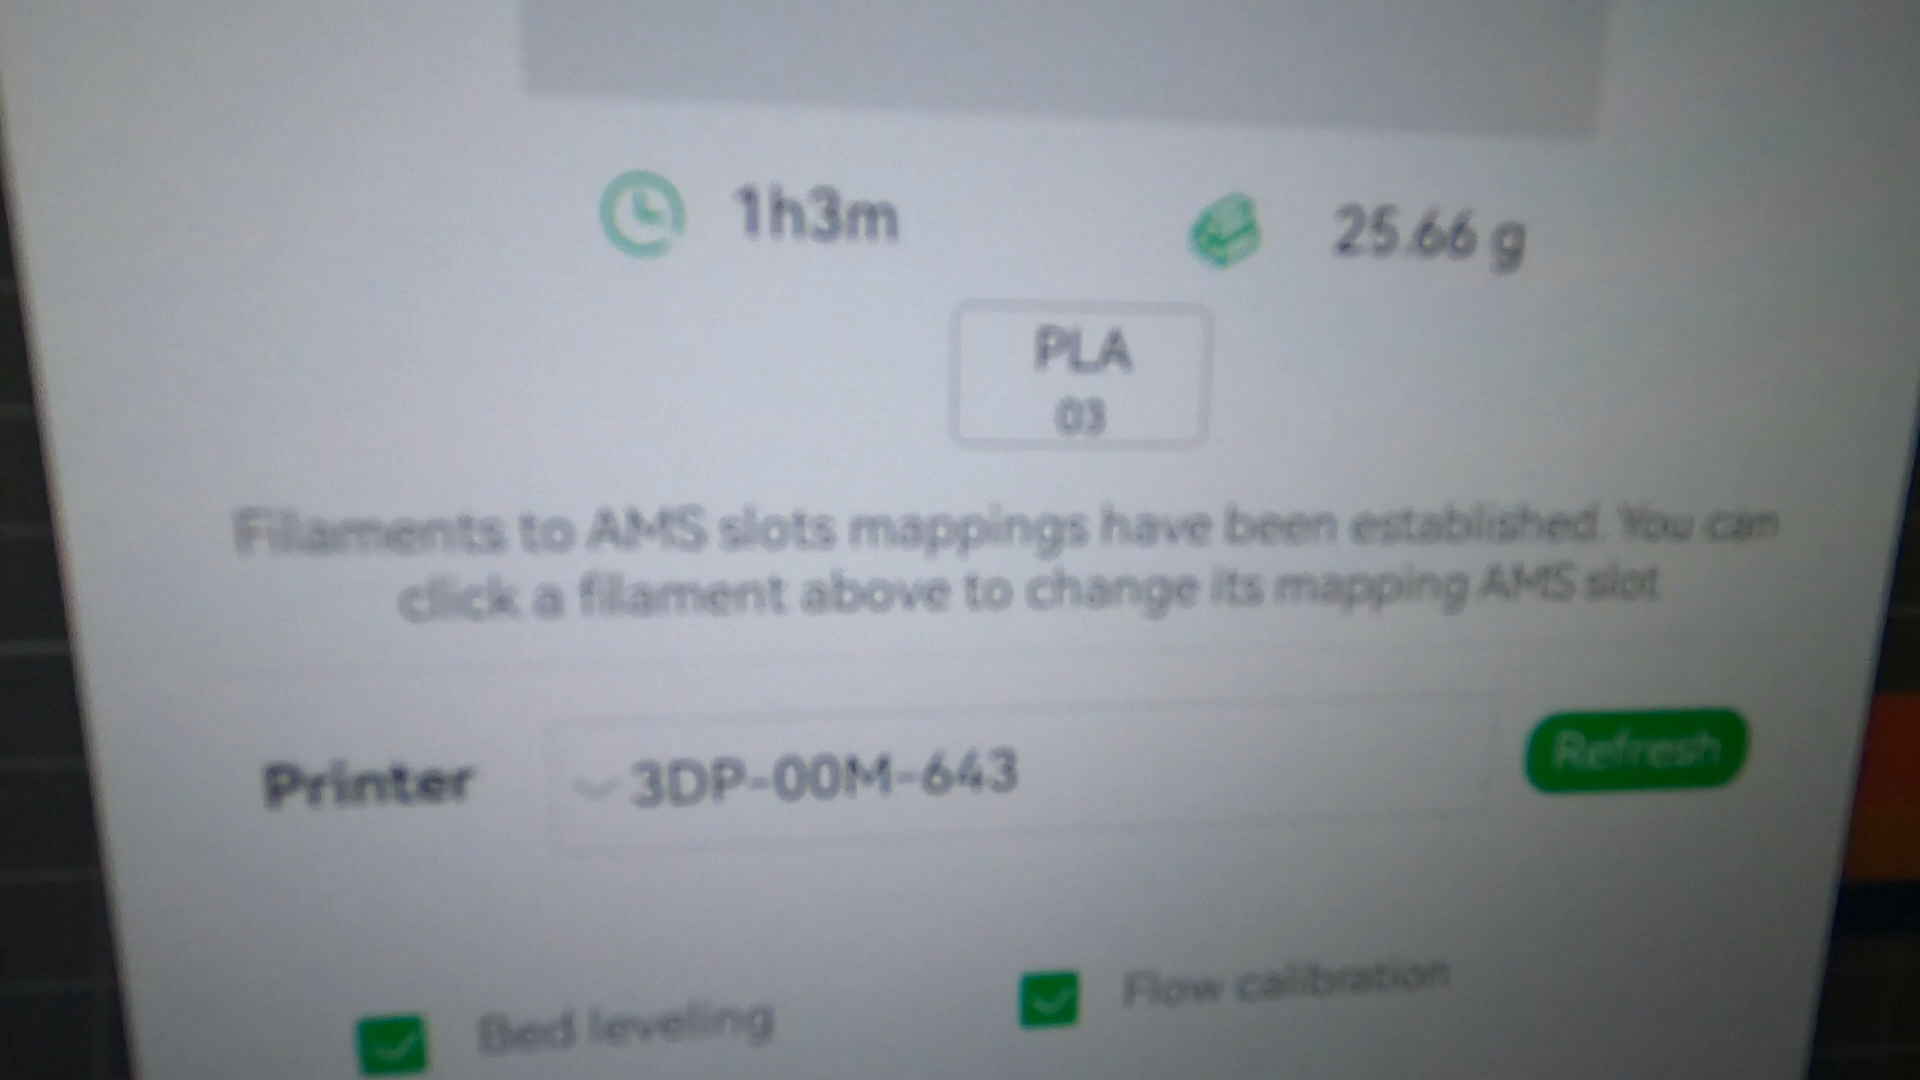 1h3m
25.66 g
PLA
03
Filaments to AMS slots mappings have been established. You can
click a filament above to change its mapping AMS slot
Printer
3DP-00M-643
Refresh
Bed leveling
Flow calibration